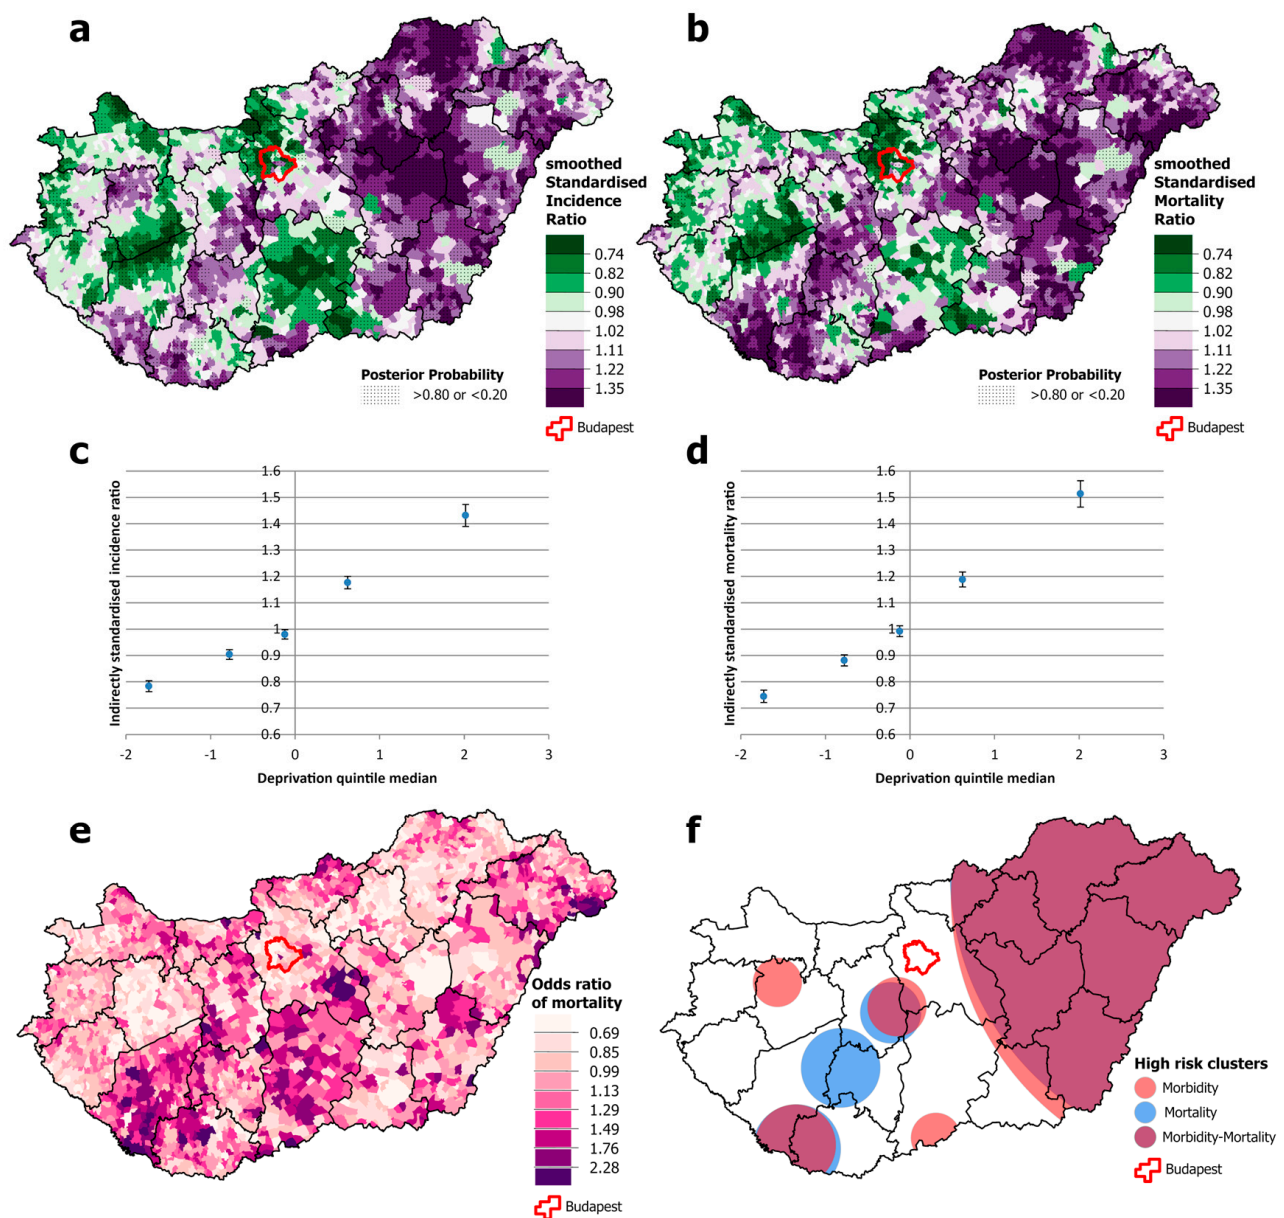 a
smoothed
Standardised
Incidence
Ratio
0.74
0.82
0.90
0.98
1.02
1.11
1.22
1.35
Posterior Probability
>0.80 or <0.20
Budapest
b
smoothed
Standardised
Mortality
Ratio
0.74
0.82
0.90
0.98
1.02
1.11
1.22
1.35
Posterior Probability
>0.80 or <0.20
Budapest
c
Indirectly standardised incidence ratio
1.6
1.5
1.4
1.3
1.2
1.1
1
0.9
0.8
0.7
0.6
-2 -1 0 1 2 3
Deprivation quintile median
d
Indirectly standardised mortality ratio
1.6
1.5
1.4
1.3
1.2
1.1
1
0.9
0.8
0.7
0.6
-2 -1 0 1 2 3
Deprivation quintile median
e
Odds ratio
of mortality
0.69
0.85
0.99
1.13
1.29
1.49
1.76
2.28
Budapest
f
High risk clusters
Morbidity
Mortality
Morbidity-Mortality
Budapest